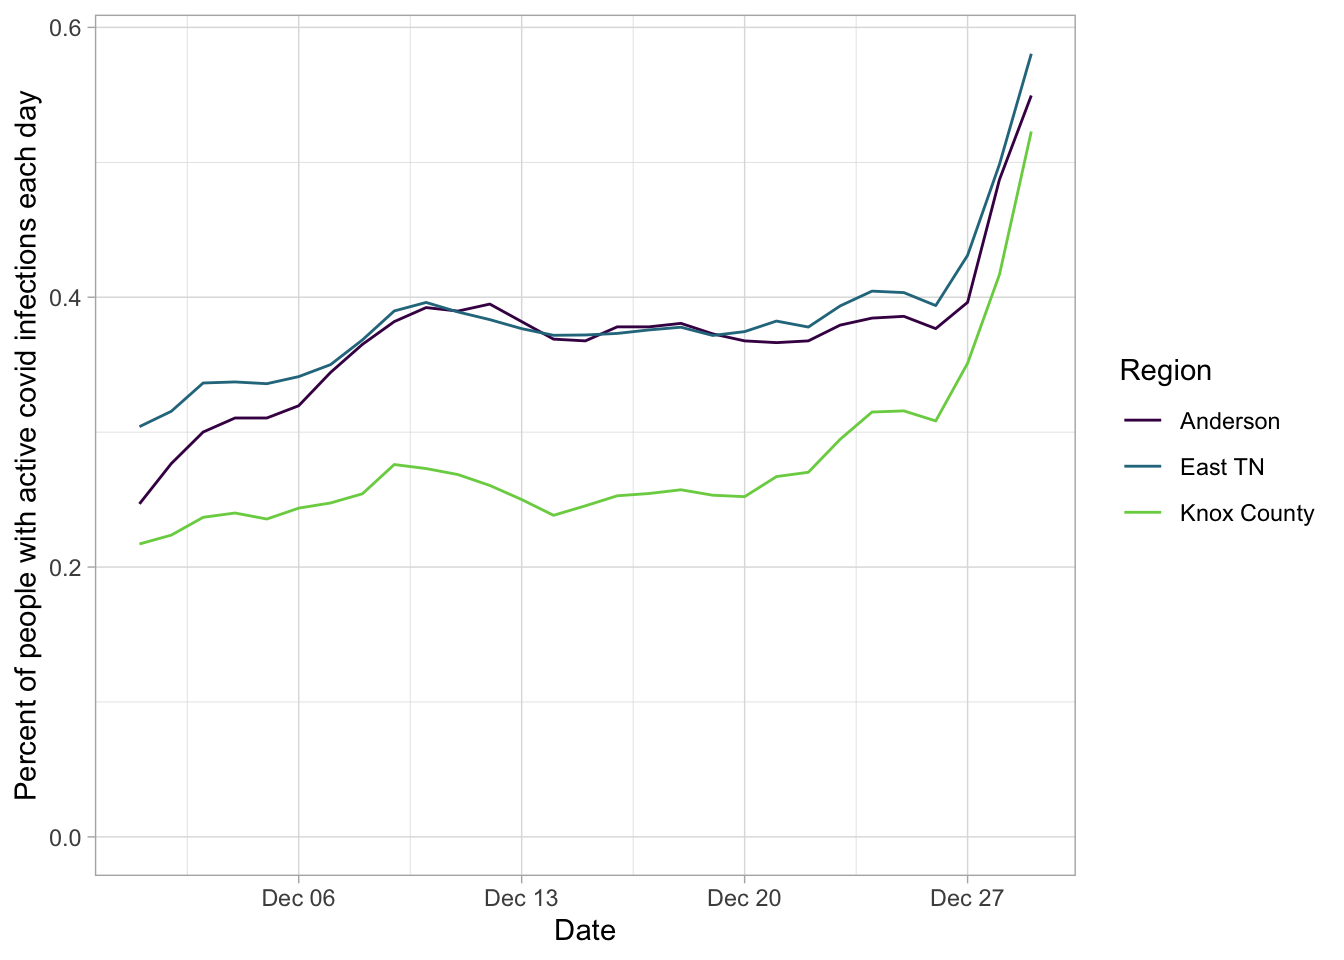 Percent of people with active covid infections each day
0.6
0.4
0.2
0.0
Dec 06
Dec 13
Dec 20
Dec 27
Date
Region
Anderson
East TN
Knox County